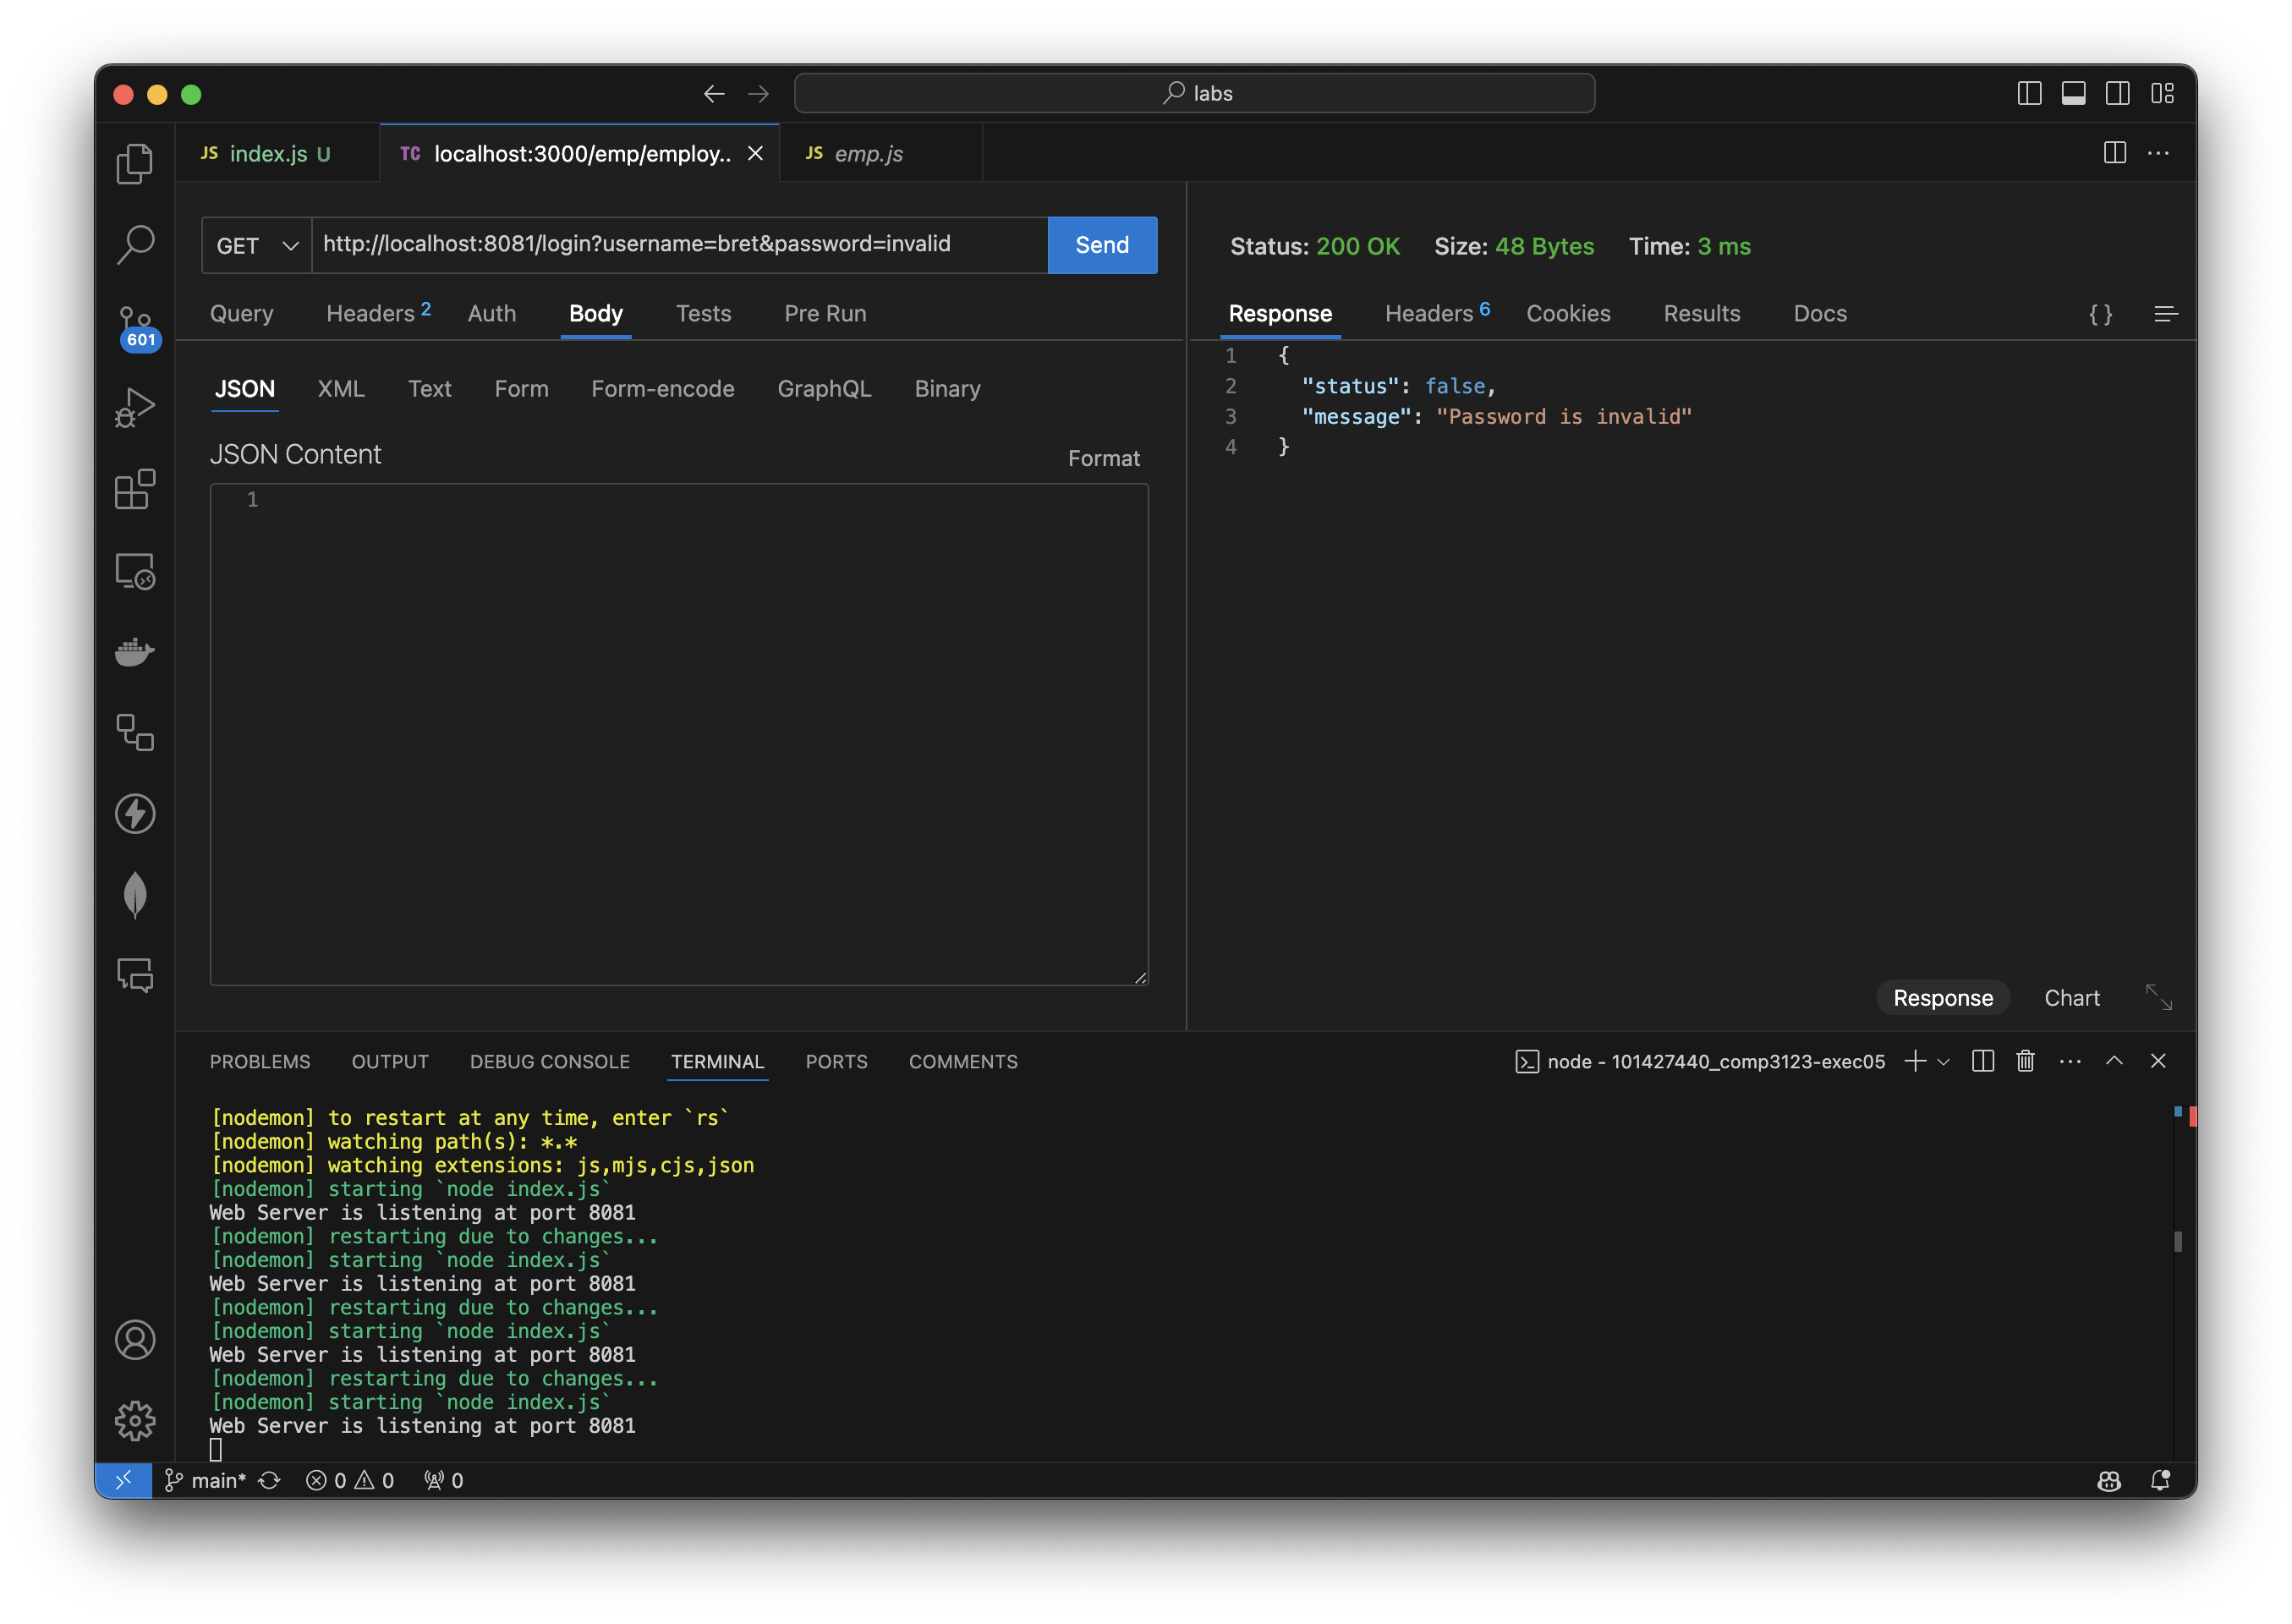 labs
JS index.js U
TC localhost:3000/emp/employ..
JS emp.js
601
GET http://localhost:8081/login?username=bret&password=invalid Send
Query Headers 2 Auth Body Tests Pre Run
JSON XML Text Form Form-encode GraphQL Binary
JSON Content Format
1
Status: 200 OK Size: 48 Bytes Time: 3 ms
Response Headers 6 Cookies Results Docs { }
1 {
2 "status": false,
3 "message": "Password is invalid"
4 }
Response Chart
PROBLEMS OUTPUT DEBUG CONSOLE TERMINAL PORTS COMMENTS node - 101427440_comp3123-exec05
[nodemon] to restart at any time, enter `rs`
[nodemon] watching path(s): *.*
[nodemon] watching extensions: js,mjs,cjs,json
[nodemon] starting `node index.js`
Web Server is listening at port 8081
[nodemon] restarting due to changes...
[nodemon] starting `node index.js`
Web Server is listening at port 8081
[nodemon] restarting due to changes...
[nodemon] starting `node index.js`
Web Server is listening at port 8081
[nodemon] restarting due to changes...
[nodemon] starting `node index.js`
Web Server is listening at port 8081
main* 0 0 0